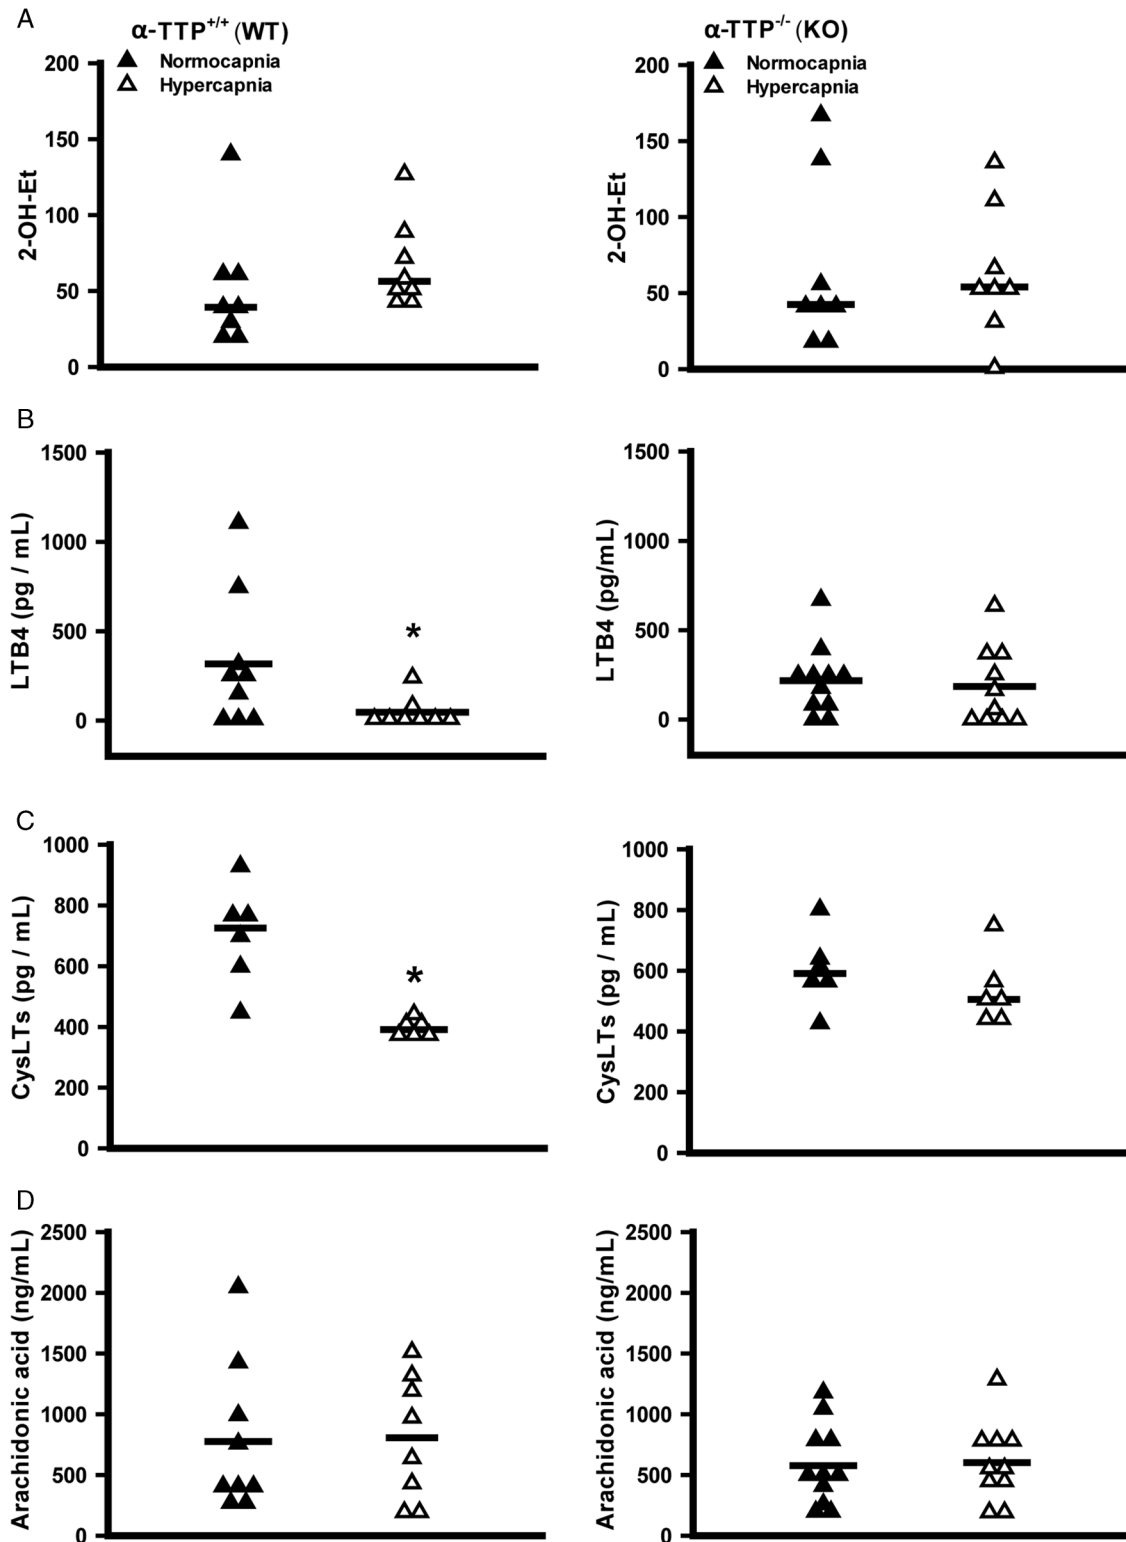 A
α-TTP+/+ (WT)
Normocapnia
Hypercapnia
2-OH-Et
200
150
100
50
0
α-TTP-/- (KO)
Normocapnia
Hypercapnia
2-OH-Et
200
150
100
50
0
B
LTB4 (pg / mL)
1500
1000
500
0
*
LTB4 (pg/mL)
1500
1000
500
0
C
CysLTs (pg / mL)
1000
800
600
400
200
0
*
CysLTs (pg / mL)
1000
800
600
400
200
0
D
Arachidonic acid (ng/mL)
2500
2000
1500
1000
500
0
Arachidonic acid (ng/mL)
2500
2000
1500
1000
500
0